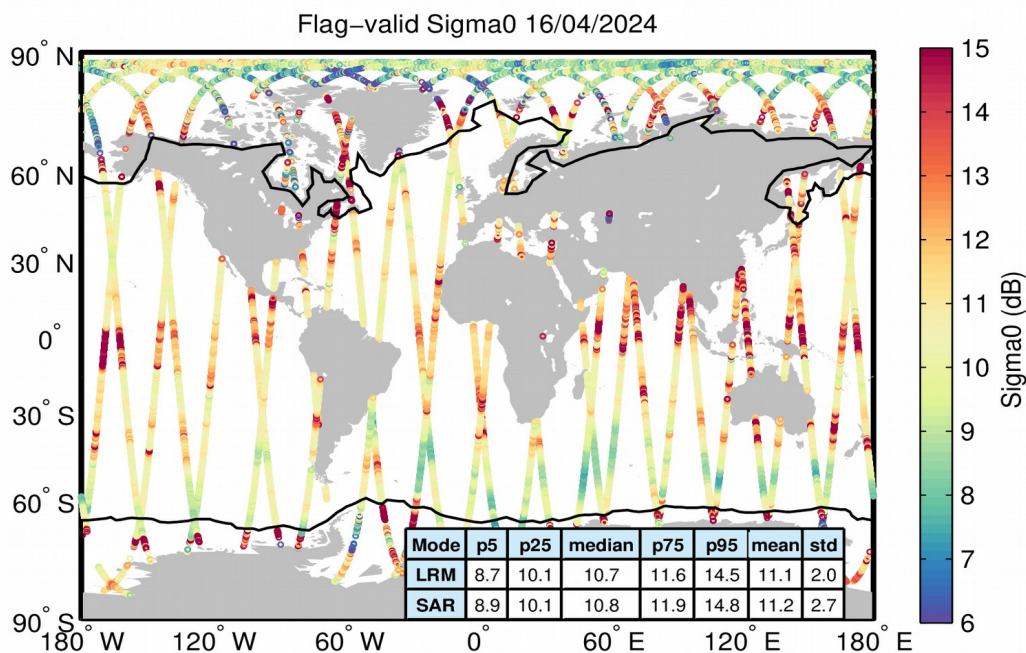 Flag−valid Sigma0 16/04/2024
90° N
60° N
30° N
0°
30° S
60° S
90° S
180° W 120° W 60° W 0° 60° E 120° E 180° E
Mode p5 p25 median p75 p95 mean std
LRM 8.7 10.1 10.7 11.6 14.5 11.1 2.0
SAR 8.9 10.1 10.8 11.9 14.8 11.2 2.7
15
14
13
12
11
10
9
8
7
6
Sigma0 (dB)